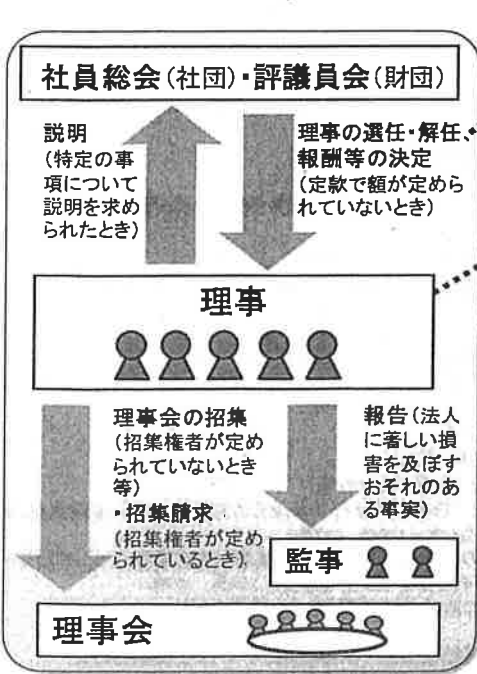 社員総会(社団)・評議員会(財団)
説明
(特定の事
項について
説明を求め
られたとき)
理事の選任・解任、
報酬等の決定
(定款で額が定めら
れていないとき)
理事
理事会の招集
(招集権者が定め
られていないとき
等)
・招集請求
(招集権者が定め
られているとき)
報告(法人
に著しい損
害を及ぼす
おそれのあ
る事実)
監事
理事会